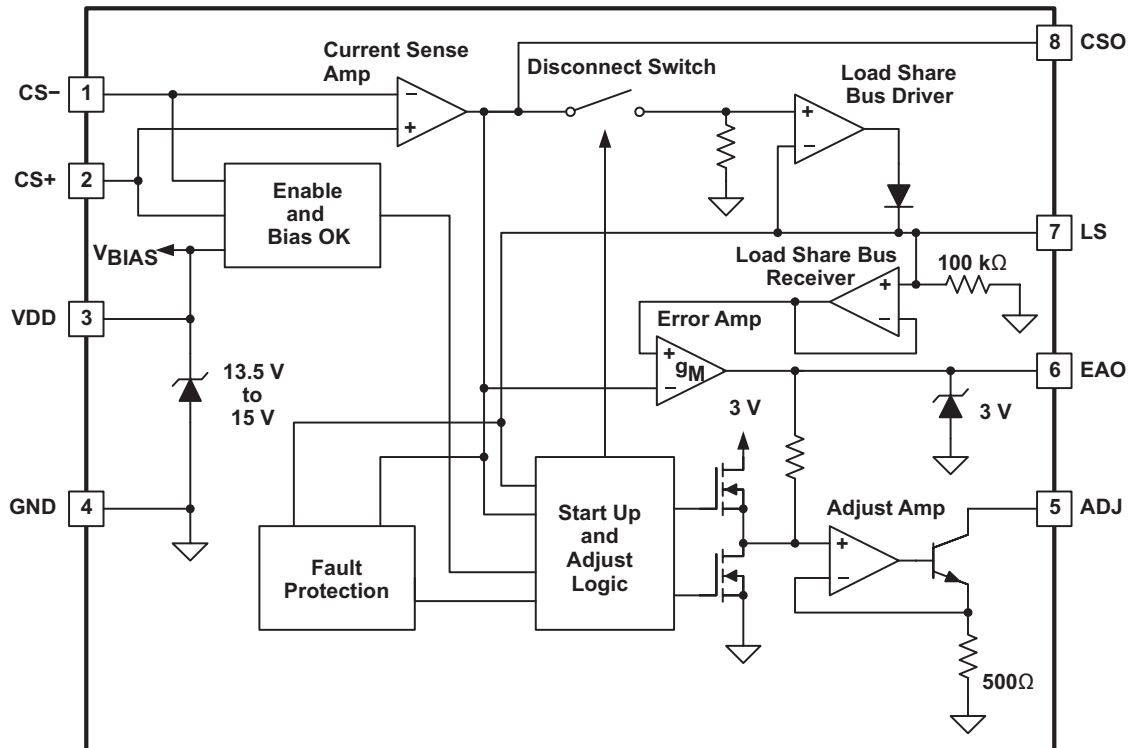 8 CSO
Current Sense
Amp
Disconnect Switch
Load Share
Bus Driver
CS− 1
−
+
+
−
CS+ 2
Enable
and
Bias OK
VBIAS
7 LS
Load Share Bus
Receiver
100 kΩ
+
−
VDD 3
Error Amp
+
gM
−
6 EAO
13.5 V
to
15 V
3 V
3 V
GND 4
5 ADJ
Start Up
and
Adjust
Logic
Adjust Amp
+
−
Fault
Protection
500Ω